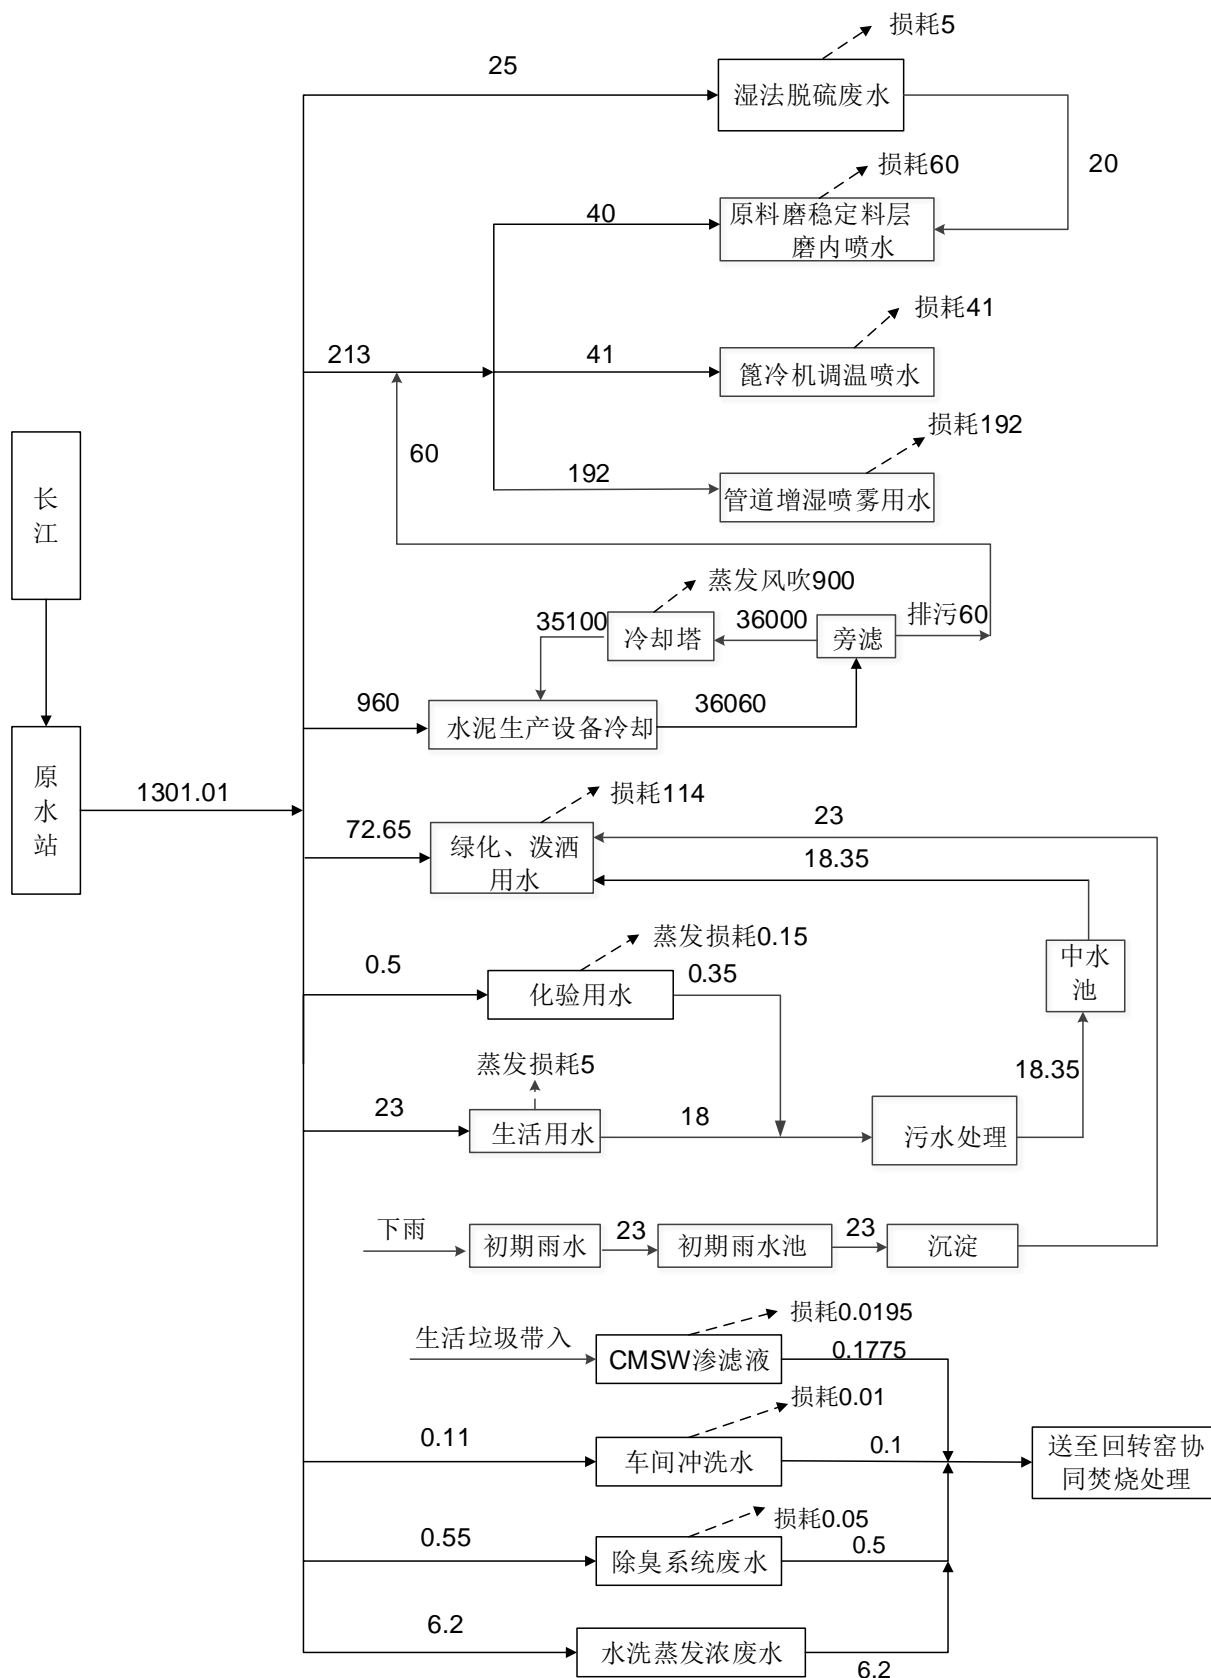 损耗5
25
湿法脱硫废水
20
损耗60
40
原料磨稳定料层
磨内喷水
损耗41
213
41
篦冷机调温喷水
损耗192
60
192
管道增湿喷雾用水
长
江
蒸发风吹900
35100
冷却塔
36000
旁滤
排污60
960
水泥生产设备冷却
36060
原
水
站
1301.01
损耗114
23
72.65
绿化、泼洒
用水
18.35
蒸发损耗0.15
0.5
化验用水
0.35
中水
池
蒸发损耗5
18.35
23
生活用水
18
污水处理
下雨
初期雨水
23
初期雨水池
23
沉淀
损耗0.0195
生活垃圾带入
CMSW渗滤液
0.1775
损耗0.01
0.11
车间冲洗水
0.1
送至回转窑协
同焚烧处理
损耗0.05
0.55
除臭系统废水
0.5
6.2
水洗蒸发浓废水
6.2